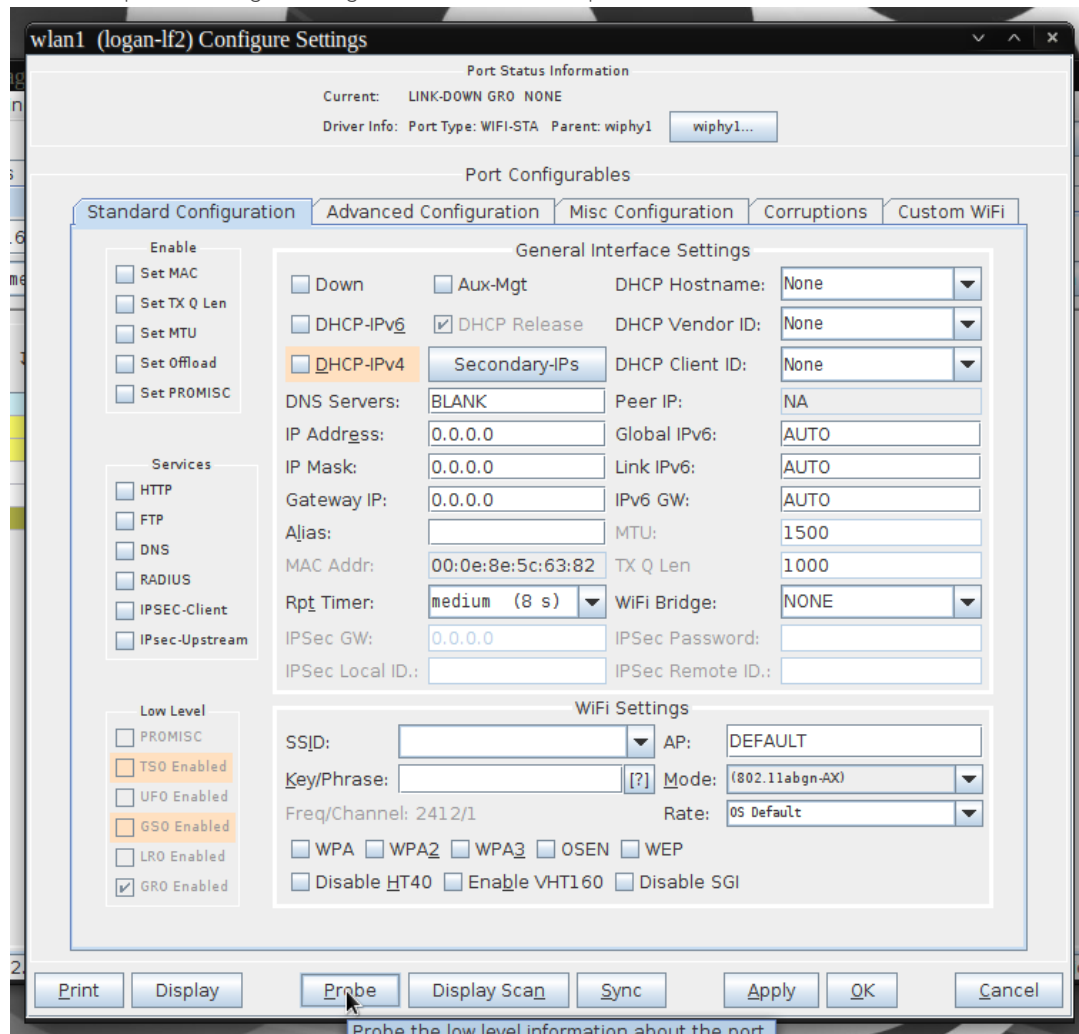 wlan1 (logan-lf2) Configure Settings
Port Status Information
Current: LINK-DOWN GRO NONE
Driver Info: Port Type: WIFI-STA Parent: wiphy1 wiphy1...
Port Configurables
Standard Configuration Advanced Configuration Misc Configuration Corruptions Custom WiFi
Enable
Set MAC
Set TX Q Len
Set MTU
Set Offload
Set PROMISC
Services
HTTP
FTP
DNS
RADIUS
IPSEC-Client
IPsec-Upstream
Low Level
PROMISC
TSO Enabled
UFO Enabled
GSO Enabled
LRO Enabled
GRO Enabled
General Interface Settings
Down Aux-Mgt DHCP Hostname: None
DHCP-IPv6 DHCP Release DHCP Vendor ID: None
DHCP-IPv4 Secondary-IPs DHCP Client ID: None
DNS Servers: BLANK Peer IP: NA
IP Address: 0.0.0.0 Global IPv6: AUTO
IP Mask: 0.0.0.0 Link IPv6: AUTO
Gateway IP: 0.0.0.0 IPv6 GW: AUTO
Alias: MTU: 1500
MAC Addr: 00:0e:8e:5c:63:82 TX Q Len 1000
Rpt Timer: medium (8 s) WiFi Bridge: NONE
IPSec GW: 0.0.0.0 IPSec Password:
IPSec Local ID.: IPSec Remote ID.:
WiFi Settings
SSID: AP: DEFAULT
Key/Phrase: [?] Mode: (802.11abgn-AX)
Freq/Channel: 2412/1 Rate: OS Default
WPA WPA2 WPA3 OSEN WEP
Disable HT40 Enable VHT160 Disable SGI
Print Display Probe Display Scan Sync Apply OK Cancel
Probe the low level information about the port